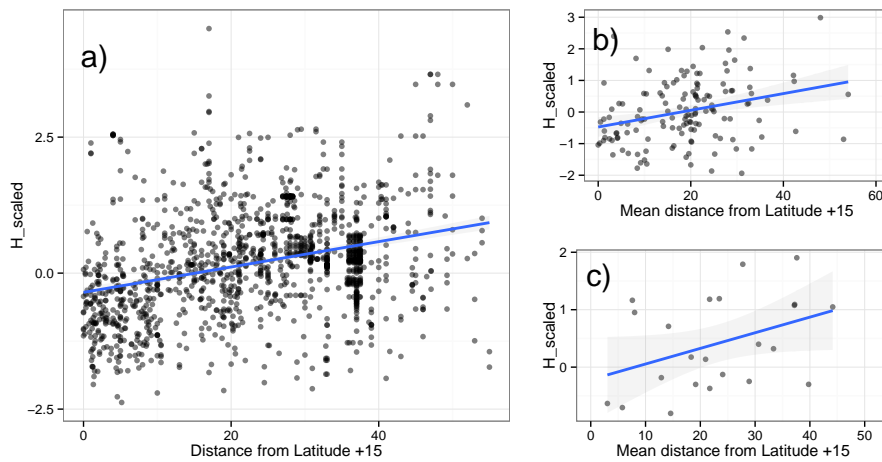 a)
H_scaled
2.5
0.0
−2.5
0
20
40
Distance from Latitude +15
b)
H_scaled
3
2
1
0
−1
−2
0
20
40
60
Mean distance from Latitude +15
c)
H_scaled
2
1
0
0
10
20
30
40
50
Mean distance from Latitude +15